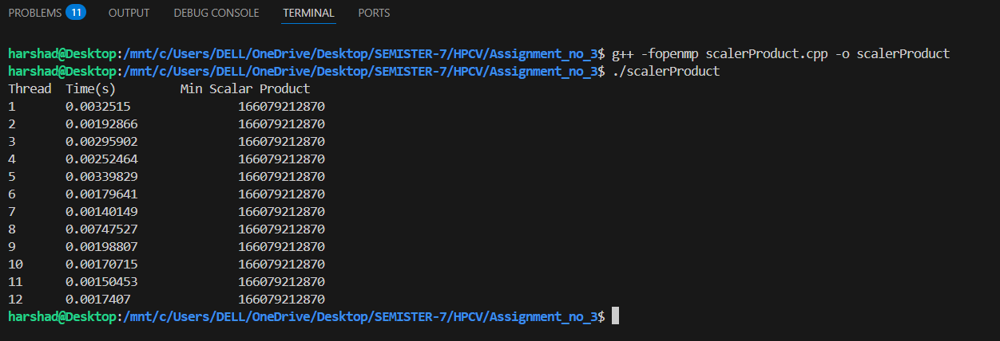 PROBLEMS 11 OUTPUT DEBUG CONSOLE TERMINAL PORTS
harshad@Desktop:/mnt/c/Users/DELL/OneDrive/Desktop/SEMISTER-7/HPCV/Assignment_no_3$ g++ -fopenmp scalerProduct.cpp -o scalerProduct
harshad@Desktop:/mnt/c/Users/DELL/OneDrive/Desktop/SEMISTER-7/HPCV/Assignment_no_3$ ./scalerProduct
Thread Time(s) Min Scalar Product
1 0.0032515 166079212870
2 0.00192866 166079212870
3 0.00295902 166079212870
4 0.00252464 166079212870
5 0.00339829 166079212870
6 0.00179641 166079212870
7 0.00140149 166079212870
8 0.00747527 166079212870
9 0.00198807 166079212870
10 0.00170715 166079212870
11 0.00150453 166079212870
12 0.0017407 166079212870
harshad@Desktop:/mnt/c/Users/DELL/OneDrive/Desktop/SEMISTER-7/HPCV/Assignment_no_3$